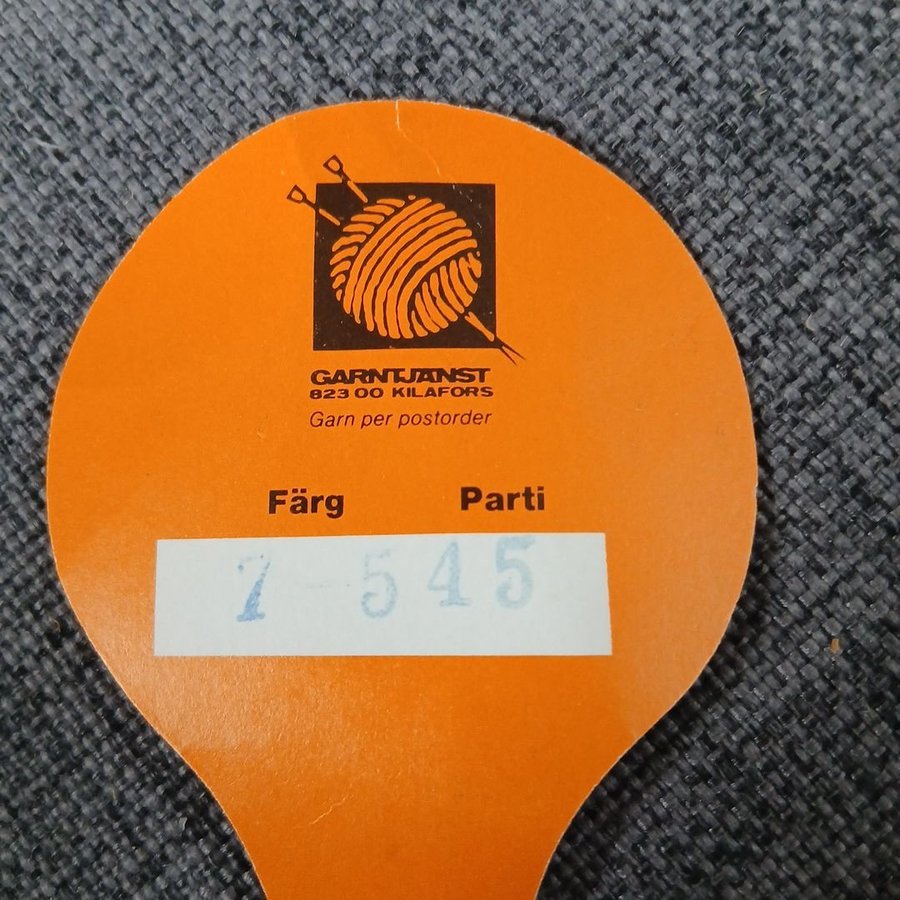 GARNTJÄNST
823 00 KILAFORS
Garn per postorder
Färg Parti
7 - 545